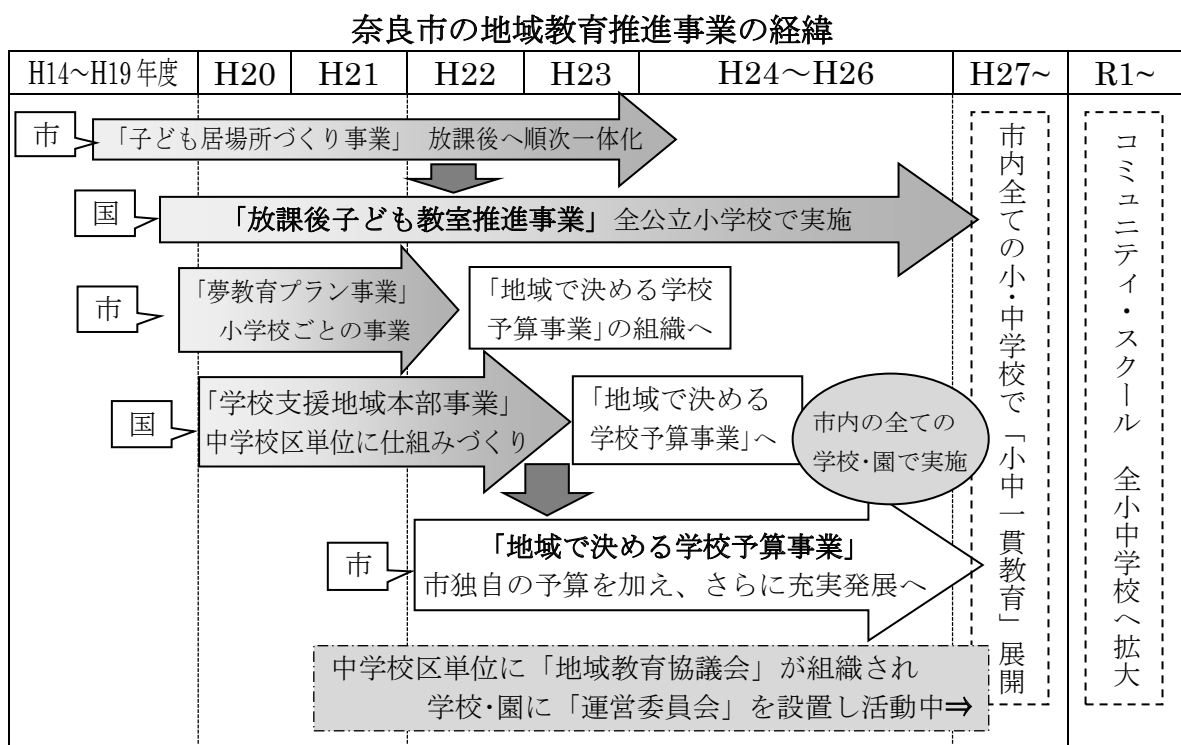 奈良市の地域教育推進事業の経緯
H14～H19年度 H20 H21 H22 H23 H24～H26 H27~ R1~
市
「子ども居場所づくり事業」 放課後へ順次一体化
国
「放課後子ども教室推進事業」全公立小学校で実施
市
「夢教育プラン事業」
小学校ごとの事業
「地域で決める学校
予算事業」の組織へ
国
「学校支援地域本部事業」
中学校区単位に仕組みづくり
「地域で決める
学校予算事業」へ
市内の全ての
学校・園で実施
市
「地域で決める学校予算事業」
市独自の予算を加え、さらに充実発展へ
中学校区単位に「地域教育協議会」が組織され
学校・園に「運営委員会」を設置し活動中⇒
市内全ての小・中学校で「小中一貫教育」展開
コミュニティ・スクール 全小中学校へ拡大